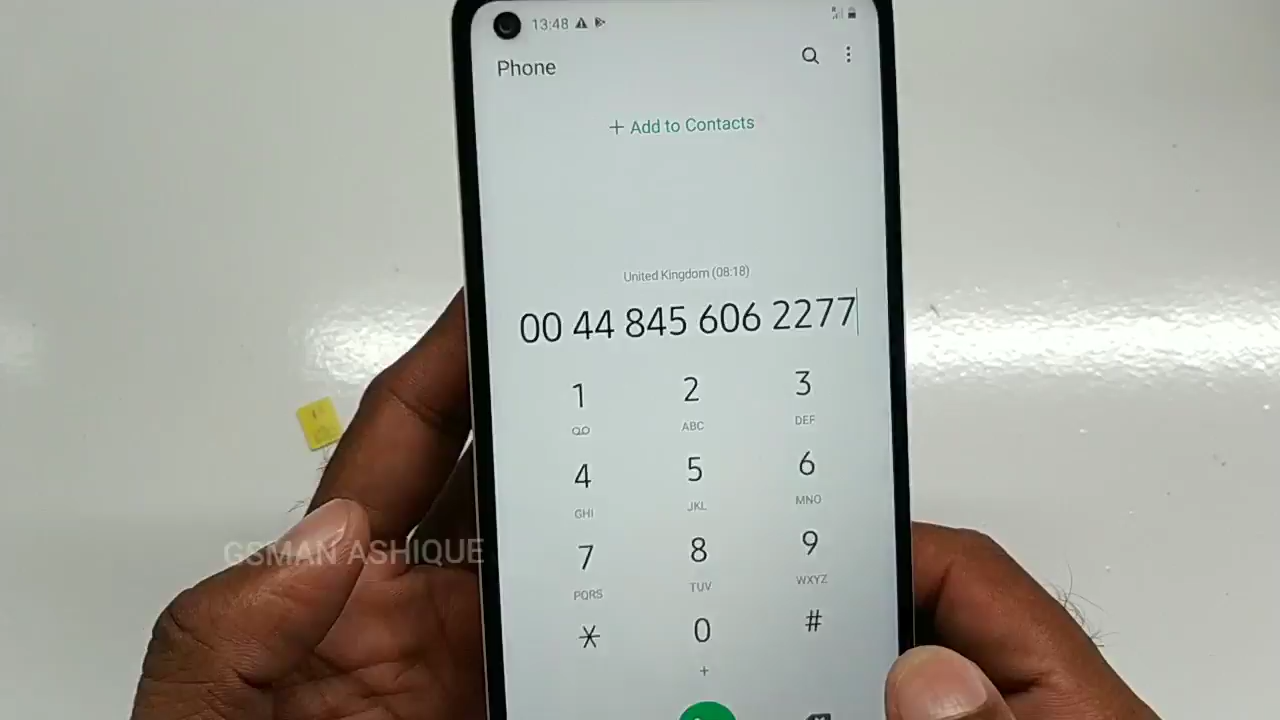 13:48
Phone
+ Add to Contacts
United Kingdom (08:18)
00 44 845 606 2277
1 2 3
ABC DEF
4 5 6
GHI JKL MNO
7 8 9
PQRS TUV WXYZ
* 0 #
+
GSMAN ASHIQUE